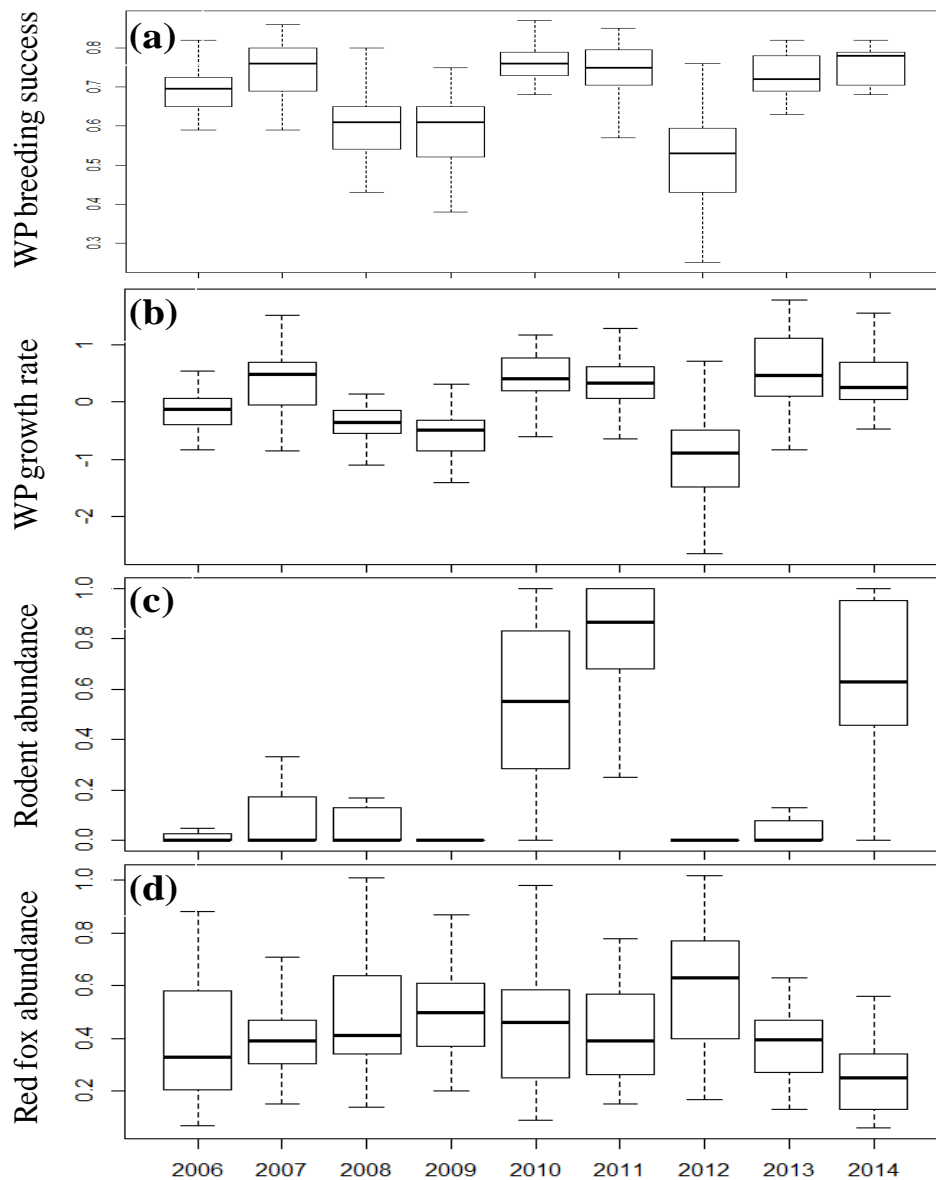 (a)
WP breeding success
0.8
0.7
0.6
0.5
0.4
0.3
(b)
WP growth rate
1
0
-1
-2
(c)
Rodent abundance
1.0
0.8
0.6
0.4
0.2
0.0
(d)
Red fox abundance
1.0
0.8
0.6
0.4
0.2
2006 2007 2008 2009 2010 2011 2012 2013 2014